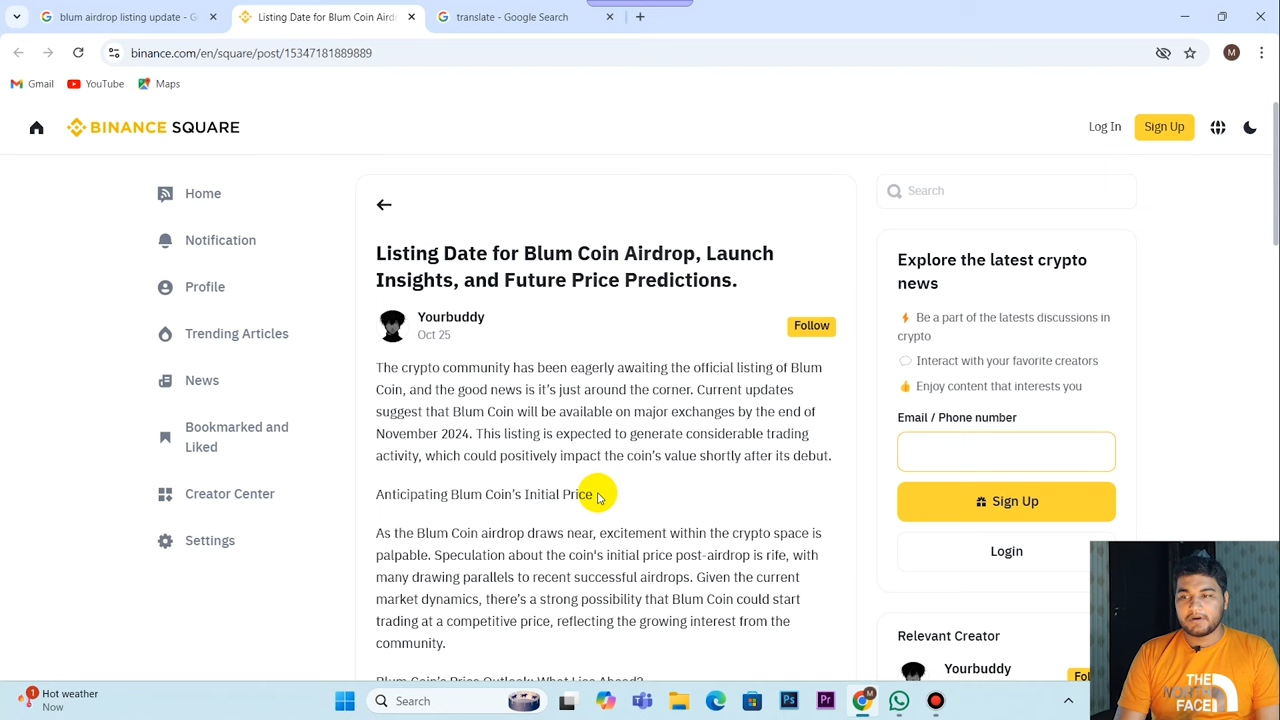 blum airdrop listing update - G
Listing Date for Blum Coin Aird
translate - Google Search
binance.com/en/square/post/15347181889889
M
Gmail
YouTube
Maps
BINANCE SQUARE
Log In
Sign Up
Home
Notification
Profile
Trending Articles
News
Bookmarked and
Liked
Creator Center
Settings
Listing Date for Blum Coin Airdrop, Launch
Insights, and Future Price Predictions.
Yourbuddy
Oct 25
Follow
The crypto community has been eagerly awaiting the official listing of Blum
Coin, and the good news is it's just around the corner. Current updates
suggest that Blum Coin will be available on major exchanges by the end of
November 2024. This listing is expected to generate considerable trading
activity, which could positively impact the coin's value shortly after its debut.
Anticipating Blum Coin's Initial Price
As the Blum Coin airdrop draws near, excitement within the crypto space is
palpable. Speculation about the coin's initial price post-airdrop is rife, with
many drawing parallels to recent successful airdrops. Given the current
market dynamics, there's a strong possibility that Blum Coin could start
trading at a competitive price, reflecting the growing interest from the
community.
Blum Coin's Price Outlook: What Lies Ahead?
Search
Explore the latest crypto
news
Be a part of the latests discussions in
crypto
Interact with your favorite creators
Enjoy content that interests you
Email / Phone number
Sign Up
Login
Relevant Creator
Yourbuddy
Fol
THE
NORTH
FACE
1
Hot weather
Now
Search
Ps
Pr
M